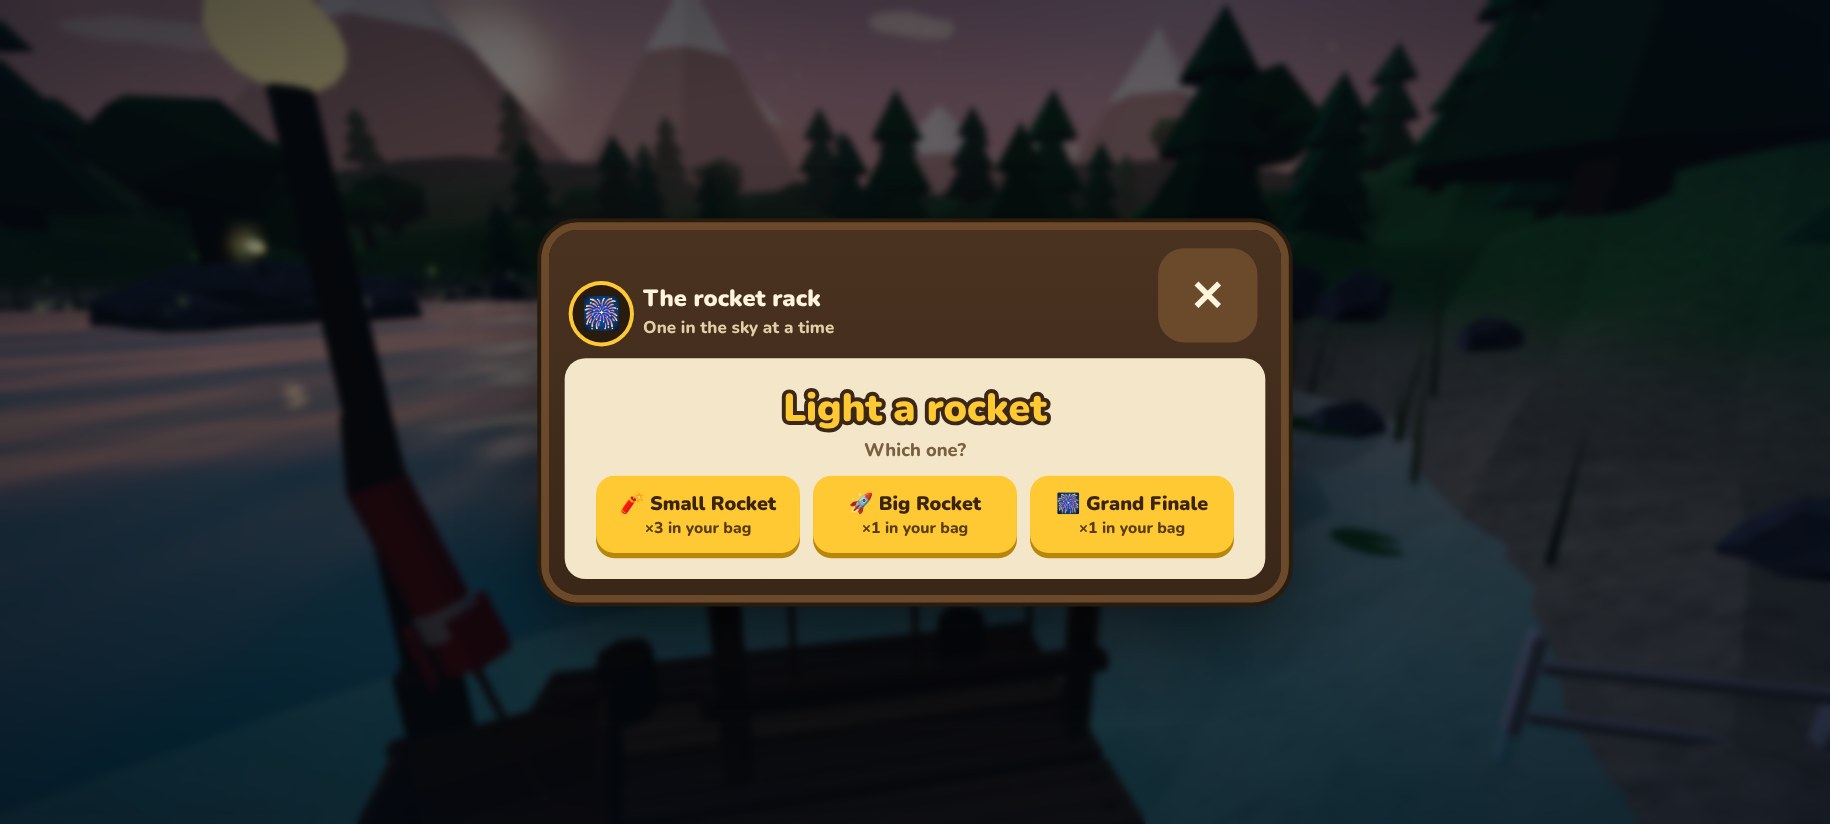 The rocket rack
One in the sky at a time
✕
Light a rocket
Which one?
🧨 Small Rocket
×3 in your bag
🚀 Big Rocket
×1 in your bag
🎆 Grand Finale
×1 in your bag